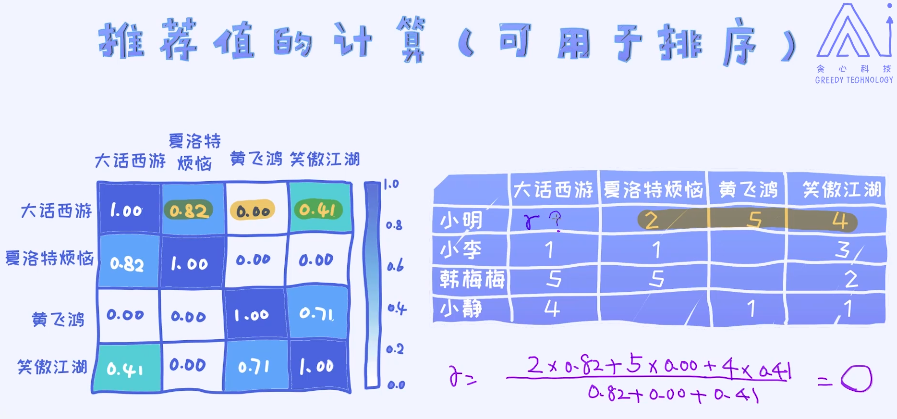 推荐值的计算(可用于排序)
贪心科技
GREEDY TECHNOLOGY
大话西游 夏洛特烦恼 黄飞鸿 笑傲江湖
大话西游 1.00 0.82 0.00 0.41
夏洛特烦恼 0.82 1.00 0.00 0.00
黄飞鸿 0.00 0.00 1.00 0.71
笑傲江湖 0.41 0.00 0.71 1.00
1.0
0.8
0.6
0.4
0.2
0.0
大话西游 夏洛特烦恼 黄飞鸿 笑傲江湖
小明 r? 2 5 4
小李 1 1 3
韩梅梅 5 5 2
小静 4 1 1
r= 2×0.82+5×0.00+4×0.41
0.82+0.00+0.41
=